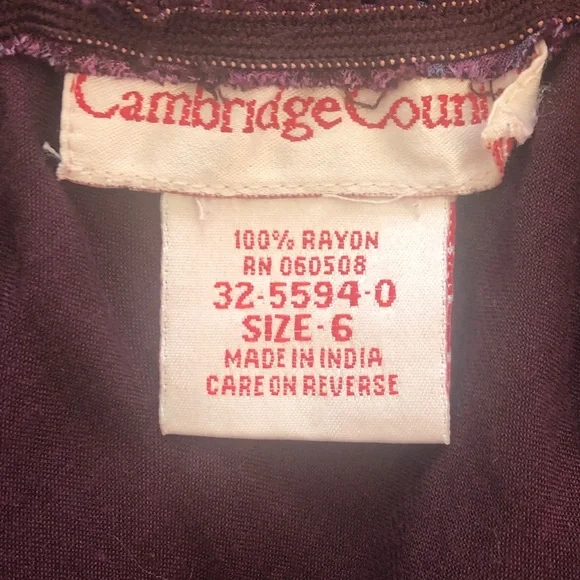 Cambridge Coun
100% RAYON
RN 060508
32-5594-0
SIZE-6
MADE IN INDIA
CARE ON REVERSE